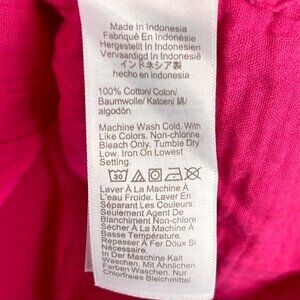 Made In Indonesia
Fabriqué En Indonésie
Hergestellt In Indonesien
Vervaardigd In Indonesië
インドネシア製
hecho en indonesia
100% Cotton/ Coton/
Baumwolle/ Katoen/ 綿/
algodón
Machine Wash Cold. With
Like Colors. Non-chlorine
Bleach Only. Tumble Dry
Low. Iron On Lowest
Setting.
30
Laver À La Machine À
L'eau Froide. Laver En
Séparant Les Couleurs.
Seulement Agent De
Blanchiment Non-chlore.
Sécher À La Machine À
Basse Température.
Repasser À Fer Doux Si
Nécessaire.
In Der Maschine Kalt
Waschen. Mit Ähnlichen
Farben Waschen. Nur
Chlorfreies Bleichmittel